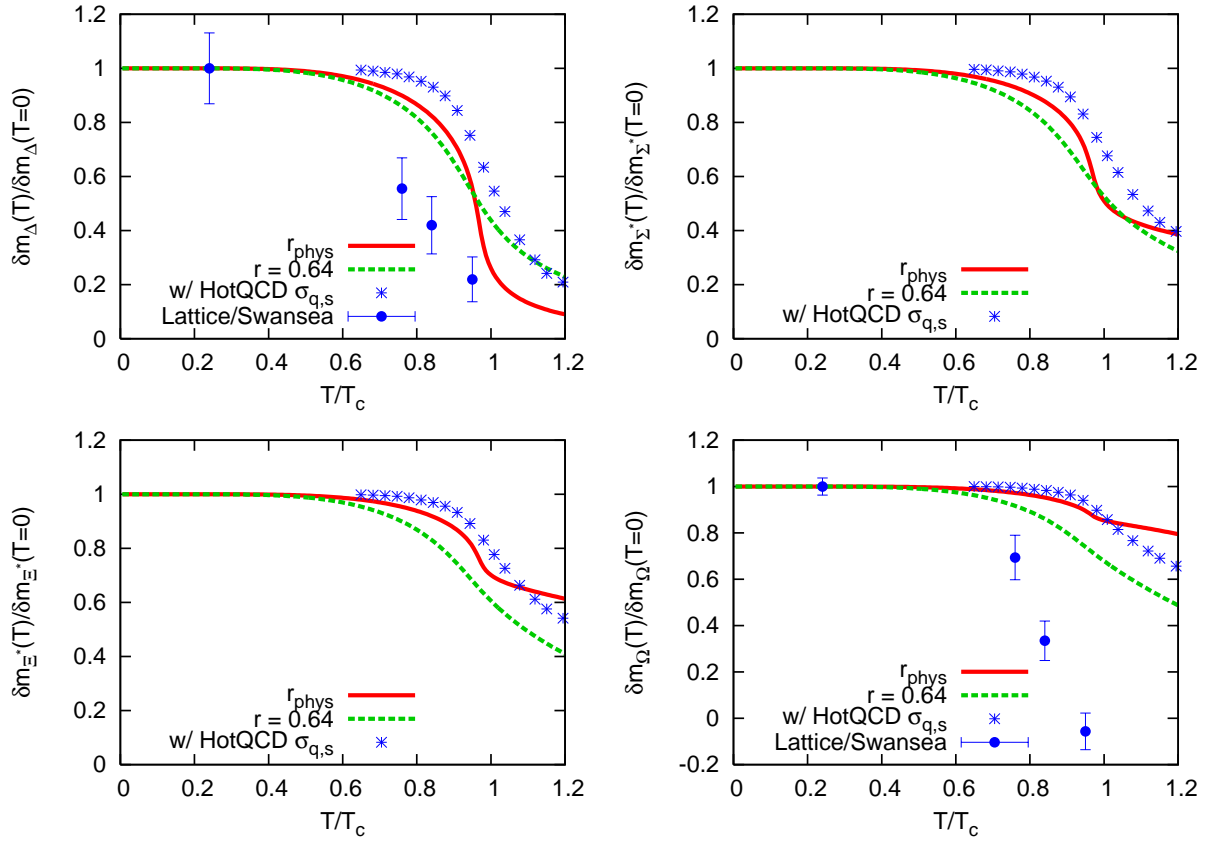 1.2
1
0.8
0.6
0.4
0.2
0
δm_Δ(T)/δm_Δ(T=0)
r_phys
r = 0.64
w/ HotQCD σ_q,s
Lattice/Swansea
0 0.2 0.4 0.6 0.8 1 1.2
T/T_c
1.2
1
0.8
0.6
0.4
0.2
0
δm_Σ*(T)/δm_Σ*(T=0)
r_phys
r = 0.64
w/ HotQCD σ_q,s
0 0.2 0.4 0.6 0.8 1 1.2
T/T_c
1.2
1
0.8
0.6
0.4
0.2
0
δm_Ξ*(T)/δm_Ξ*(T=0)
r_phys
r = 0.64
w/ HotQCD σ_q,s
0 0.2 0.4 0.6 0.8 1 1.2
T/T_c
1.2
1
0.8
0.6
0.4
0.2
0
-0.2
δm_Ω(T)/δm_Ω(T=0)
r_phys
r = 0.64
w/ HotQCD σ_q,s
Lattice/Swansea
0 0.2 0.4 0.6 0.8 1 1.2
T/T_c